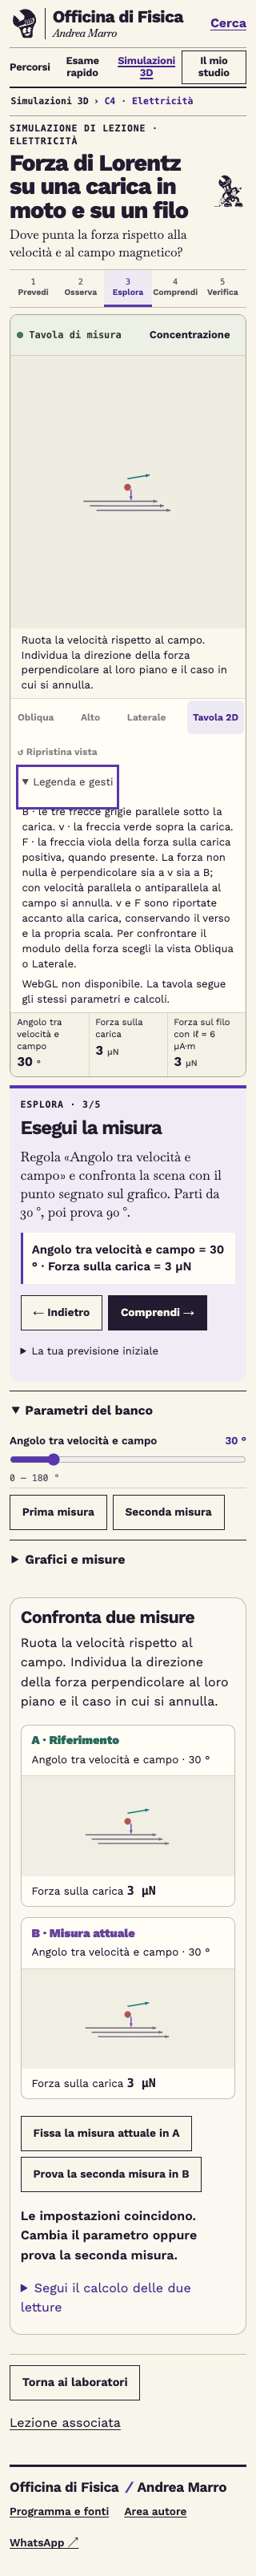 Officina di Fisica
Andrea Marro
Cerca
Percorsi
Esame rapido
Simulazioni 3D
Il mio studio
Simulazioni 3D › C4 · Elettricità
SIMULAZIONE DI LEZIONE ·
ELETTRICITÀ
Forza di Lorentz
su una carica in
moto e su un filo
Dove punta la forza rispetto alla
velocità e al campo magnetico?
1 Prevedi
2 Osserva
3 Esplora
4 Comprendi
5 Verifica
Tavola di misura
Concentrazione
Ruota la velocità rispetto al campo.
Individua la direzione della forza
perpendicolare al loro piano e il caso in
cui si annulla.
Obliqua
Alto
Laterale
Tavola 2D
↺ Ripristina vista
▼ Legenda e gesti
B · le tre frecce grigie parallele sotto la
carica. v · la freccia verde sopra la carica.
F · la freccia viola della forza sulla carica
positiva, quando presente. La forza non
nulla è perpendicolare sia a v sia a B;
con velocità parallela o antiparallela al
campo si annulla. v e F sono riportate
accanto alla carica, conservando il verso
e la propria scala. Per confrontare il
modulo della forza scegli la vista Obliqua
o Laterale.
WebGL non disponibile. La tavola segue
gli stessi parametri e calcoli.
Angolo tra
velocità e
campo
30 °
Forza sulla
carica
3 µN
Forza sul filo
con Iℓ = 6
µA·m
3 µN
ESPLORA · 3/5
Esegui la misura
Regola «Angolo tra velocità e
campo» e confronta la scena con il
punto segnato sul grafico. Parti da
30 °, poi prova 90 °.
Angolo tra velocità e campo = 30
° · Forza sulla carica = 3 µN
← Indietro
Comprendi →
▶ La tua previsione iniziale
▼ Parametri del banco
Angolo tra velocità e campo
30 °
0 — 180 °
Prima misura
Seconda misura
▶ Grafici e misure
Confronta due misure
Ruota la velocità rispetto al
campo. Individua la direzione
della forza perpendicolare al loro
piano e il caso in cui si annulla.
A · Riferimento
Angolo tra velocità e campo · 30 °
Forza sulla carica 3 µN
B · Misura attuale
Angolo tra velocità e campo · 30 °
Forza sulla carica 3 µN
Fissa la misura attuale in A
Prova la seconda misura in B
Le impostazioni coincidono.
Cambia il parametro oppure
prova la seconda misura.
▶ Segui il calcolo delle due
letture
Torna ai laboratori
Lezione associata
Officina di Fisica / Andrea Marro
Programma e fonti
Area autore
WhatsApp ↗